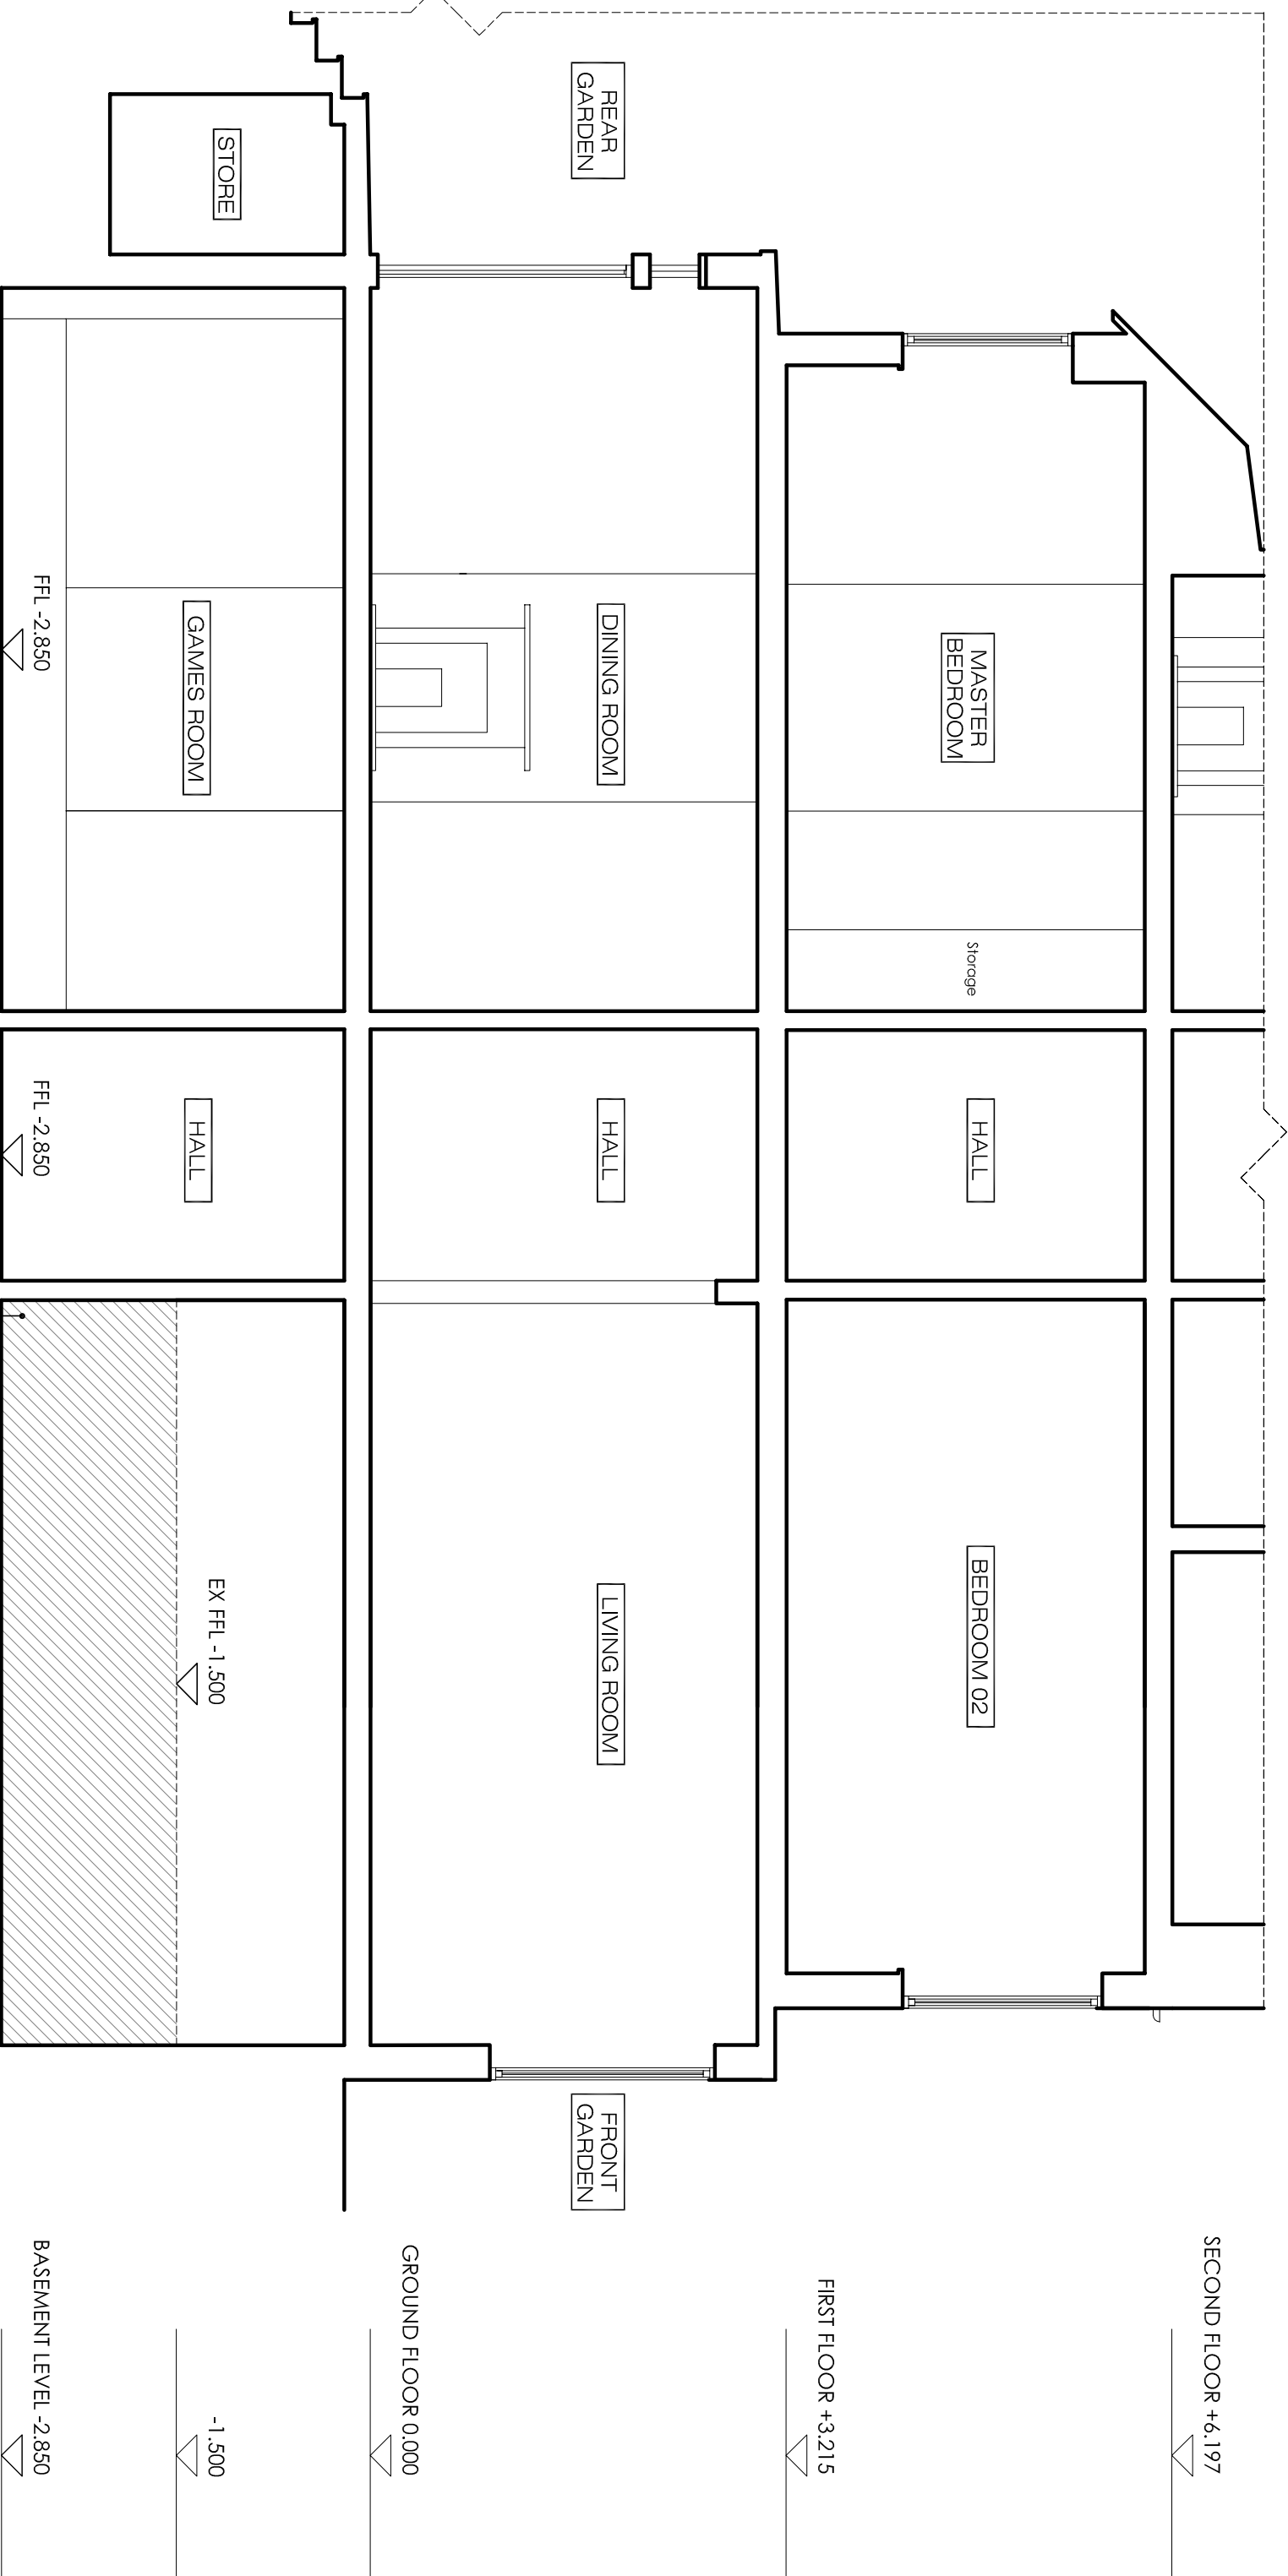 SECOND FLOOR +6.197
MASTER
BEDROOM
Storage
HALL
BEDROOM 02
FIRST FLOOR +3.215
REAR
GARDEN
DINING ROOM
HALL
LIVING ROOM
FRONT
GARDEN
GROUND FLOOR 0.000
STORE
GAMES ROOM
HALL
EX FFL -1.500
-1.500
FFL -2.850
FFL -2.850
BASEMENT LEVEL -2.850